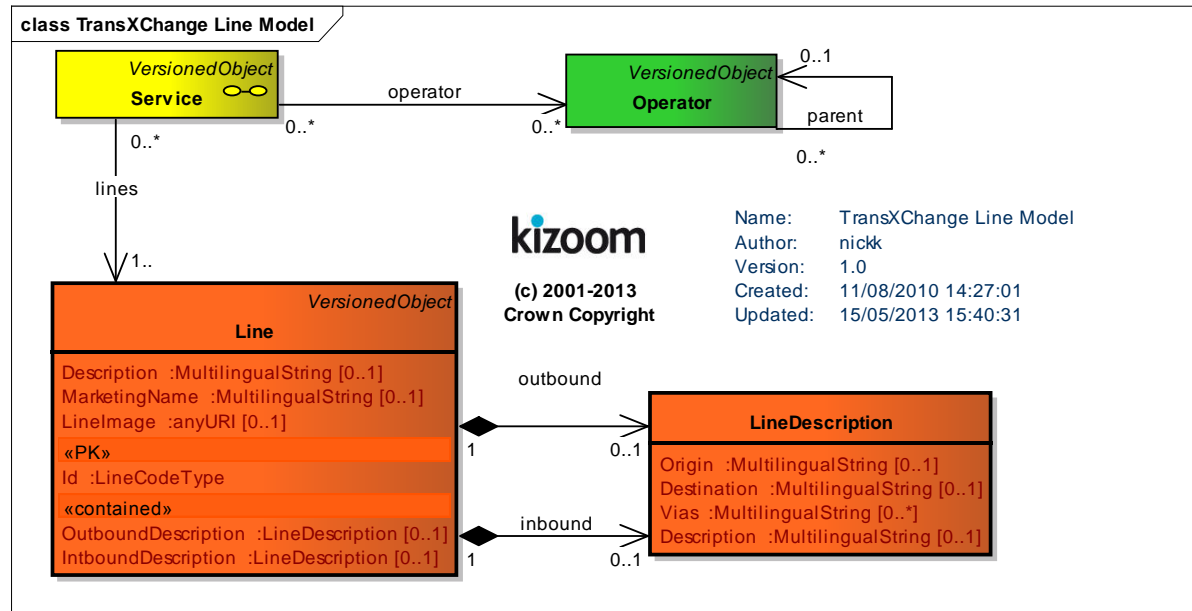 class TransXChange Line Model
VersionedObject
Service
operator
0..*
0..*
VersionedObject
Operator
0..1
parent
0..*
0..*
lines
1..
kizoom
(c) 2001-2013
Crown Copyright
Name: TransXChange Line Model
Author: nickk
Version: 1.0
Created: 11/08/2010 14:27:01
Updated: 15/05/2013 15:40:31
VersionedObject
Line
Description :MultilingualString [0..1]
MarketingName :MultilingualString [0..1]
LineImage :anyURI [0..1]
«PK»
Id :LineCodeType
«contained»
OutboundDescription :LineDescription [0..1]
IntboundDescription :LineDescription [0..1]
outbound
1
0..1
inbound
1
0..1
LineDescription
Origin :MultilingualString [0..1]
Destination :MultilingualString [0..1]
Vias :MultilingualString [0..*]
Description :MultilingualString [0..1]